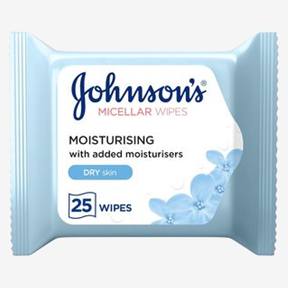 Johnson's
MICELLAR WIPES
MOISTURISING
with added moisturisers
DRY skin
25 WIPES